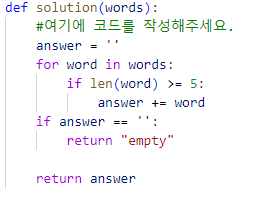 def solution(words):
    #여기에 코드를 작성해주세요.
    answer = ''
    for word in words:
        if len(word) >= 5:
            answer += word
    if answer == '':
        return "empty"

    return answer